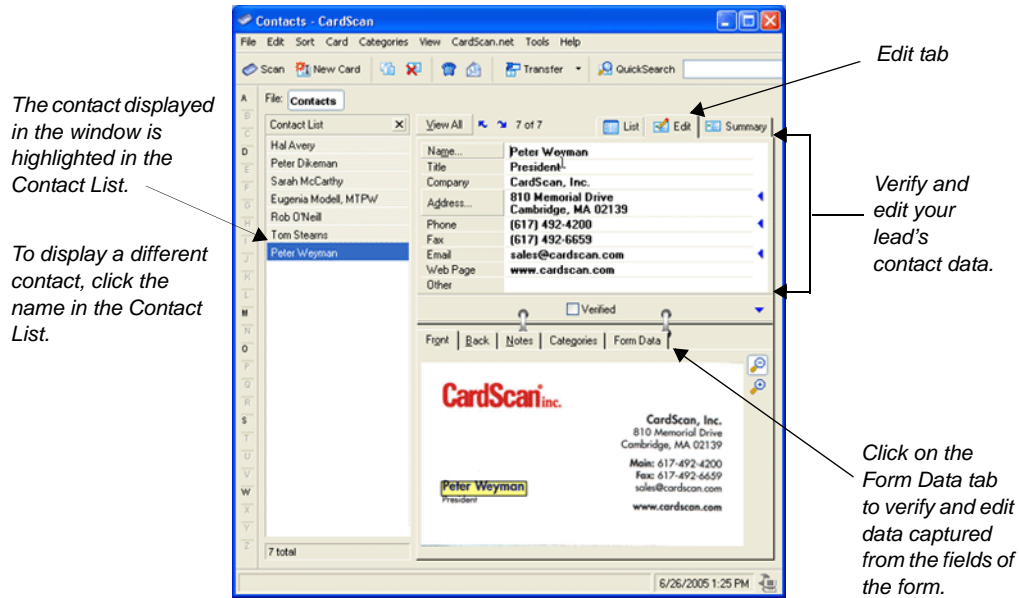 Contacts - CardScan
File Edit Sort Card Categories View CardScan.net Tools Help
Scan New Card Transfer QuickSearch
Edit tab
The contact displayed
in the window is
highlighted in the
Contact List.
To display a different
contact, click the
name in the Contact
List.
A
B
C
D
E
F
G
H
I
J
K
L
M
N
O
P
Q
R
S
T
U
V
W
X
Y
Z
File: Contacts
Contact List X
Hal Avery
Peter Dikeman
Sarah McCarthy
Eugenia Modell, MTPW
Rob O'Neill
Tom Stearns
Peter Weyman
7 total
View All 7 of 7 List Edit Summary
Name... Peter Weyman
Title President
Company CardScan, Inc.
Address... 810 Memorial Drive
Cambridge, MA 02139
Phone (617) 492-4200
Fax (617) 492-6659
Email sales@cardscan.com
Web Page www.cardscan.com
Other
Verified
Front Back Notes Categories Form Data
CardScan inc.
CardScan, Inc.
810 Memorial Drive
Cambridge, MA 02139
Main: 617-492-4200
Fax: 617-492-6659
sales@cardscan.com
www.cardscan.com
Peter Weyman
President
6/26/2005 1:25 PM
Verify and
edit your
lead's
contact data.
Click on the
Form Data tab
to verify and edit
data captured
from the fields of
the form.